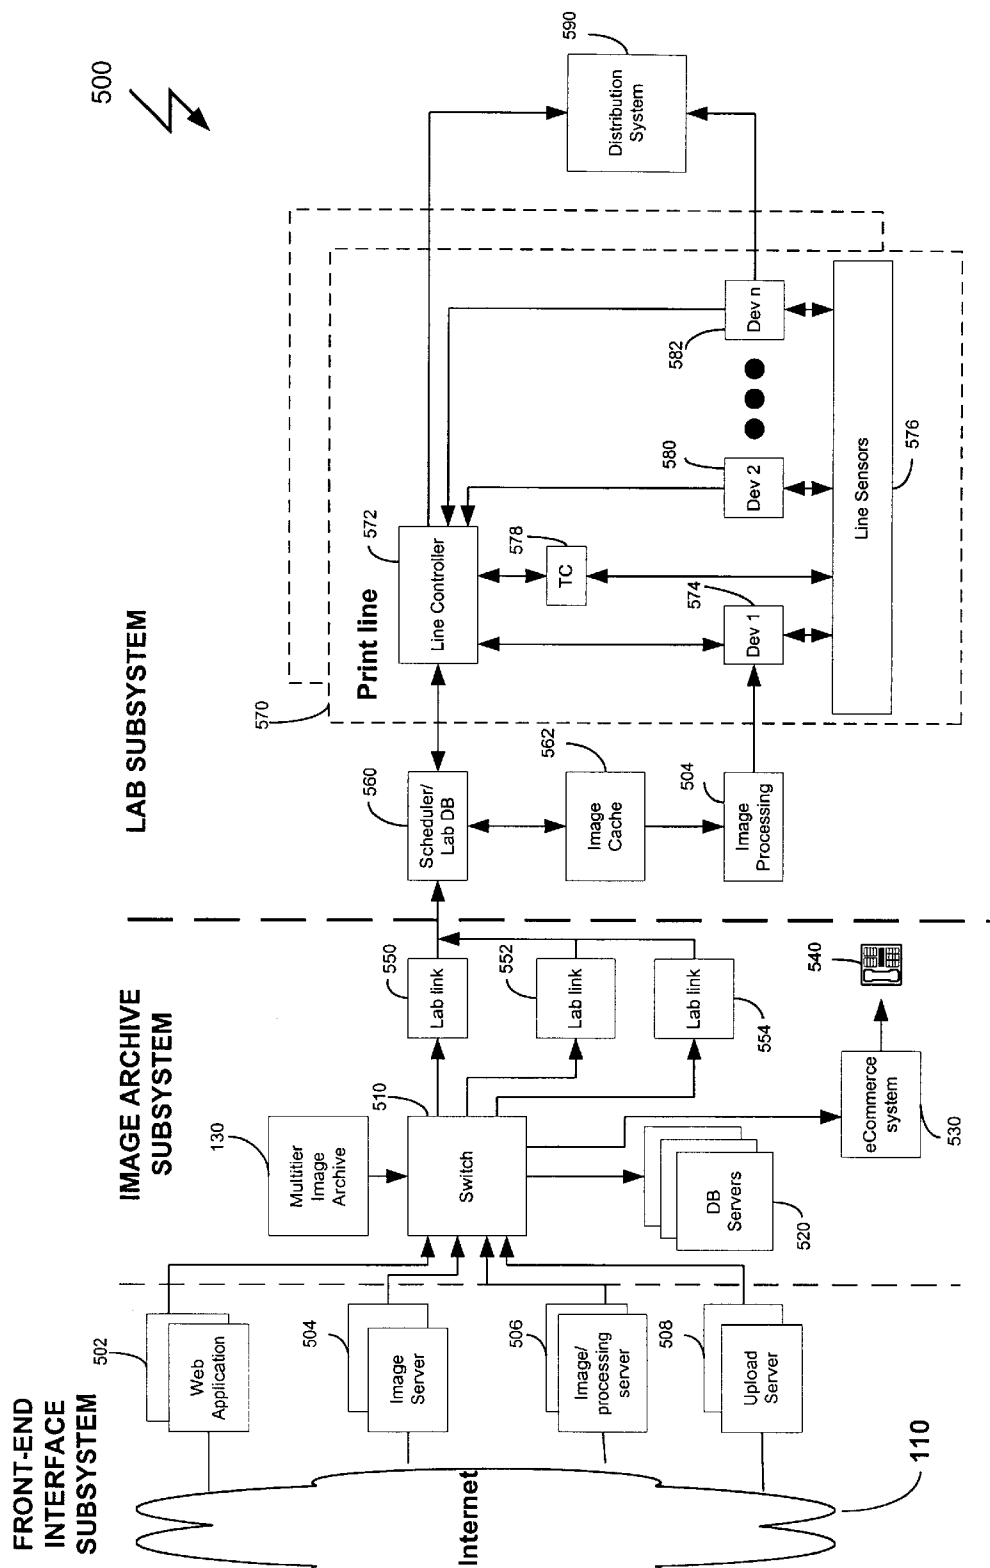 500
FRONT-END
INTERFACE
SUBSYSTEM
IMAGE ARCHIVE
SUBSYSTEM
LAB SUBSYSTEM
Internet
110
502
Web
Application
504
Image
Server
506
Image/
processing
server
508
Upload
Server
130
Multitier
Image
Archive
510
Switch
DB
Servers
520
550
Lab link
552
Lab link
Lab link
554
eCommerce
system
530
540
560
Scheduler/
Lab DB
562
Image
Cache
504
Image
Processing
570
Print line
572
Line Controller
578
TC
574
Dev 1
580
Dev 2
582
Dev n
Line Sensors
576
590
Distribution
System